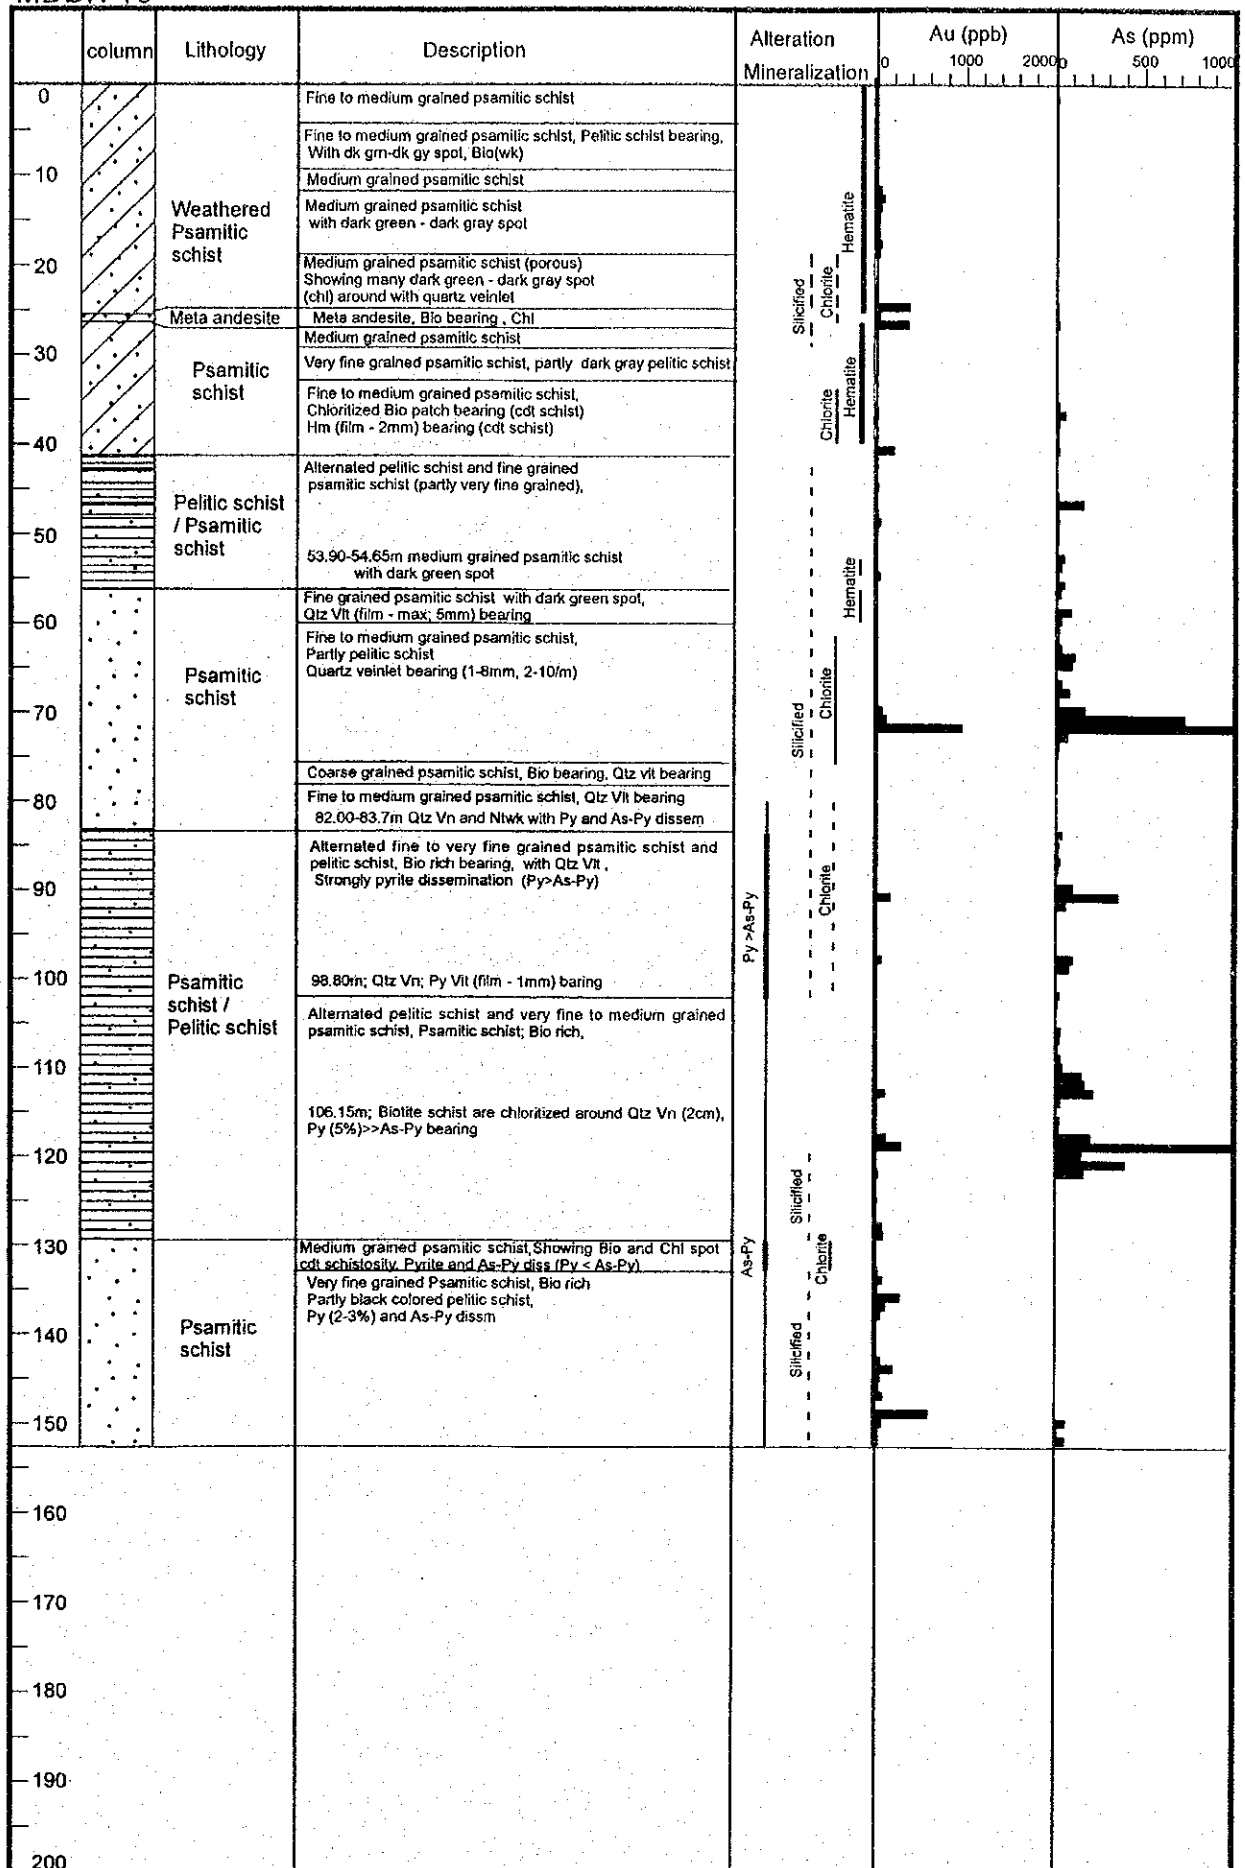 column Lithology Description Alteration Mineralization Au (ppb) As (ppm)
0 1000 2000 0 500 1000
0
10
20
30
40
50
60
70
80
90
100
110
120
130
140
150
160
170
180
190
200
Weathered
Psamitic
schist
Meta andesite
Psamitic
schist
Pelitic schist
/ Psamitic
schist
Psamitic
schist
Psamitic
schist /
Pelitic schist
Psamitic
schist
Fine to medium grained psamitic schist
Fine to medium grained psamitic schist, Pelitic schist bearing,
With dk grn-dk gy spot, Bio(wk)
Medium grained psamitic schist
Medium grained psamitic schist
with dark green - dark gray spot
Medium grained psamitic schist (porous)
Showing many dark green - dark gray spot
(chl) around with quartz veinlet
Meta andesite, Bio bearing , Chl
Medium grained psamitic schist
Very fine grained psamitic schist, partly dark gray pelitic schist
Fine to medium grained psamitic schist,
Chloritized Bio patch bearing (cdt schist)
Hm (film - 2mm) bearing (cdt schist)
Alternated pelitic schist and fine grained
psamitic schist (partly very fine grained),
53.90-54.65m medium grained psamitic schist
with dark green spot
Fine grained psamitic schist with dark green spot,
Qtz Vlt (film - max; 5mm) bearing
Fine to medium grained psamitic schist,
Partly pelitic schist
Quartz veinlet bearing (1-8mm, 2-10/m)
Coarse grained psamitic schist, Bio bearing, Qtz vlt bearing
Fine to medium grained psamitic schist, Qtz Vlt bearing
82.00-83.7m Qtz Vn and Ntwk with Py and As-Py dissem
Alternated fine to very fine grained psamitic schist and
pelitic schist, Bio rich bearing, with Qtz Vlt ,
Strongly pyrite dissemination (Py>As-Py)
98.80m; Qtz Vn; Py Vlt (film - 1mm) baring
Alternated pelitic schist and very fine to medium grained
psamitic schist, Psamitic schist; Bio rich,
106.15m; Biotite schist are chloritized around Qtz Vn (2cm),
Py (5%)>>As-Py bearing
Medium grained psamitic schist,Showing Bio and Chl spot
cdt schistosity. Pyrite and As-Py diss (Py < As-Py)
Very fine grained Psamitic schist, Bio rich
Partly black colored pelitic schist,
Py (2-3%) and As-Py dissm
Hematite
Silicified
Chlorite
Hematite
Chlorite
Hematite
Chlorite
Silicified
Chlorite
Py >As-Py
Silicified
As-Py
Chlorite
Silicified